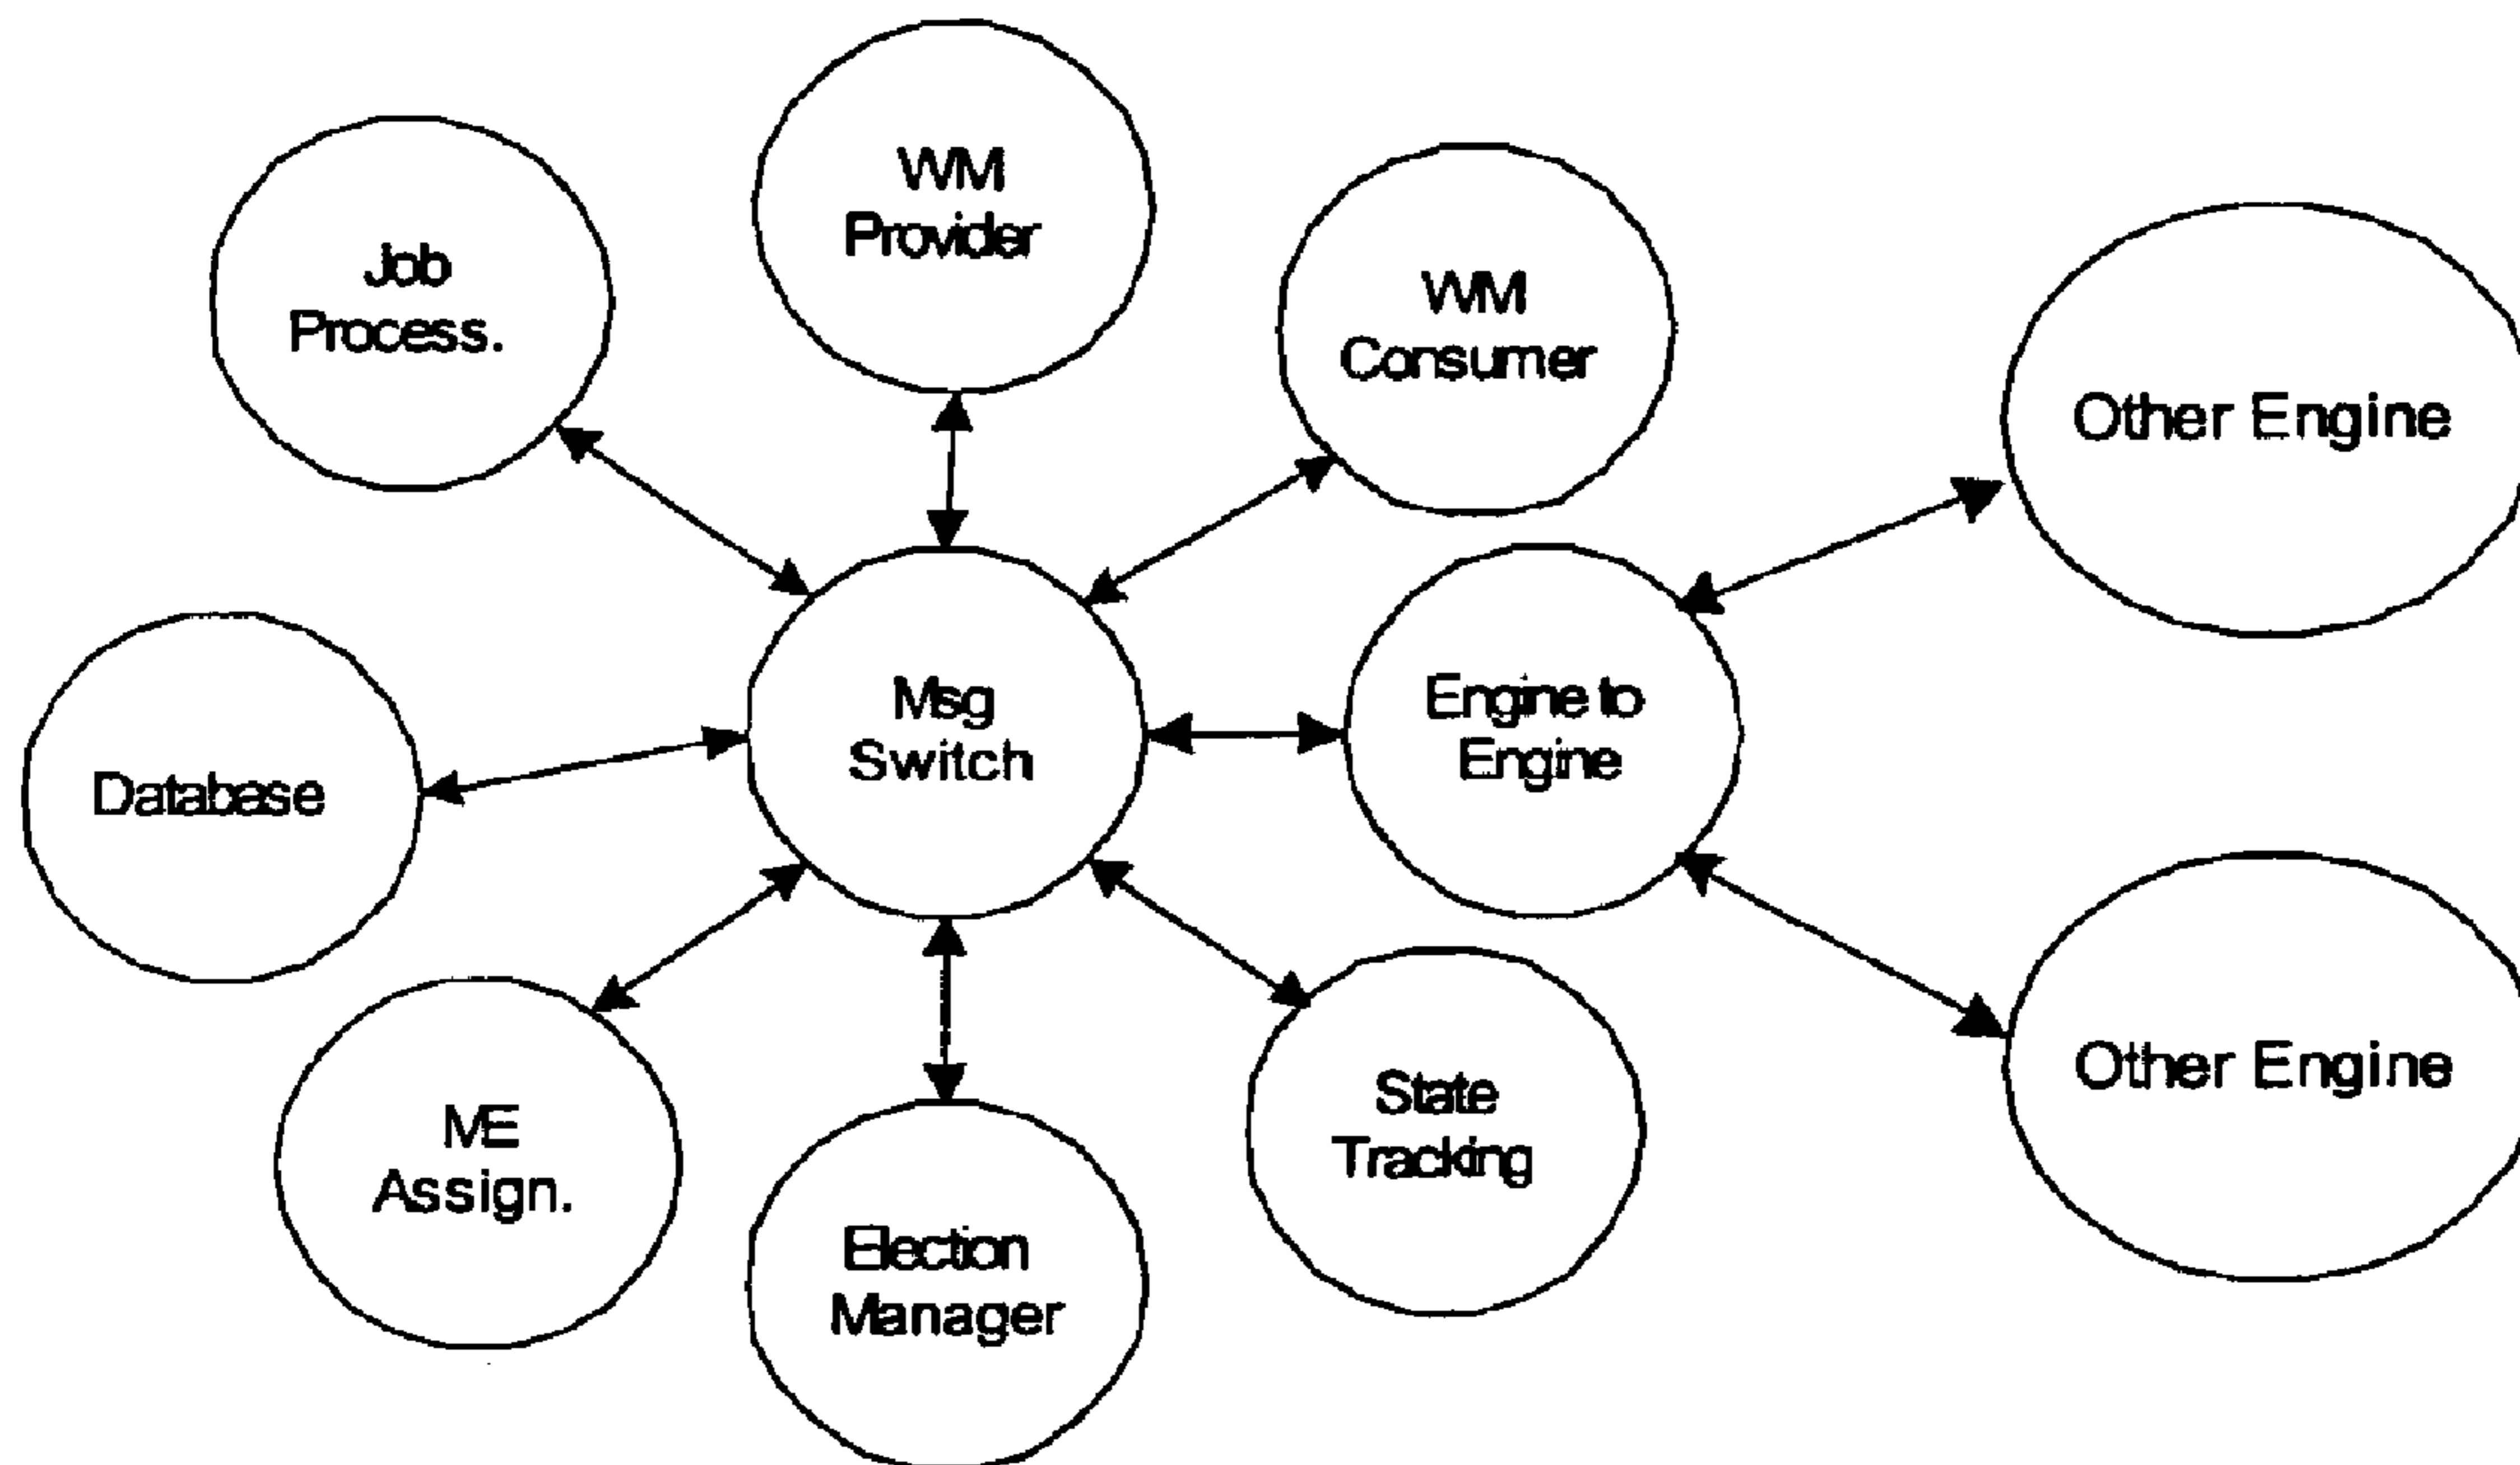 WM
Provider
Job
Process.
WM
Consumer
Other Engine
Msg
Switch
Engine to
Engine
Database
Other Engine
ME
Assign.
State
Tracking
Election
Manager